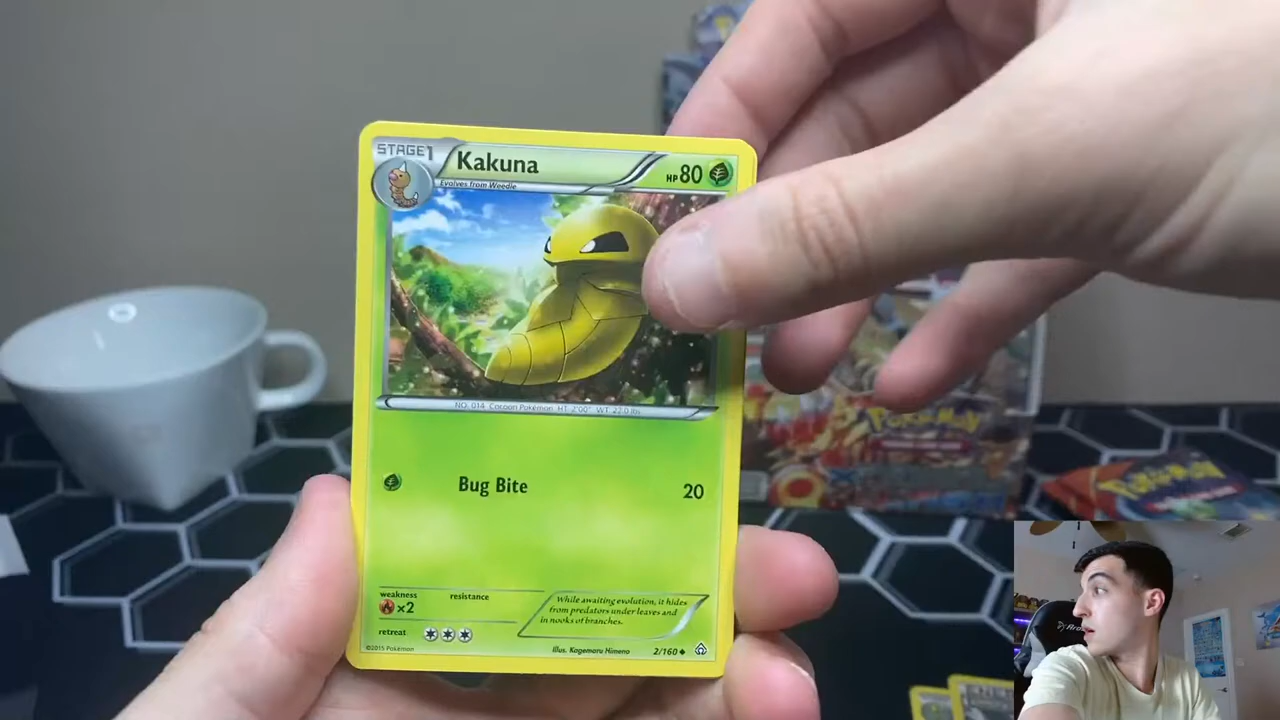 STAGE1
Kakuna
HP80
Evolves from Weedle
NO. 014 Cocoon Pokémon HT. 2'00" WT. 22.0 lbs
Bug Bite 20
weakness resistance
×2
While awaiting evolution, it hides
from predators under leaves and
in nooks of branches.
retreat
©2015 Pokémon
Illus. Kagemaru Himeno
2/160
POKéMON
POKéMON